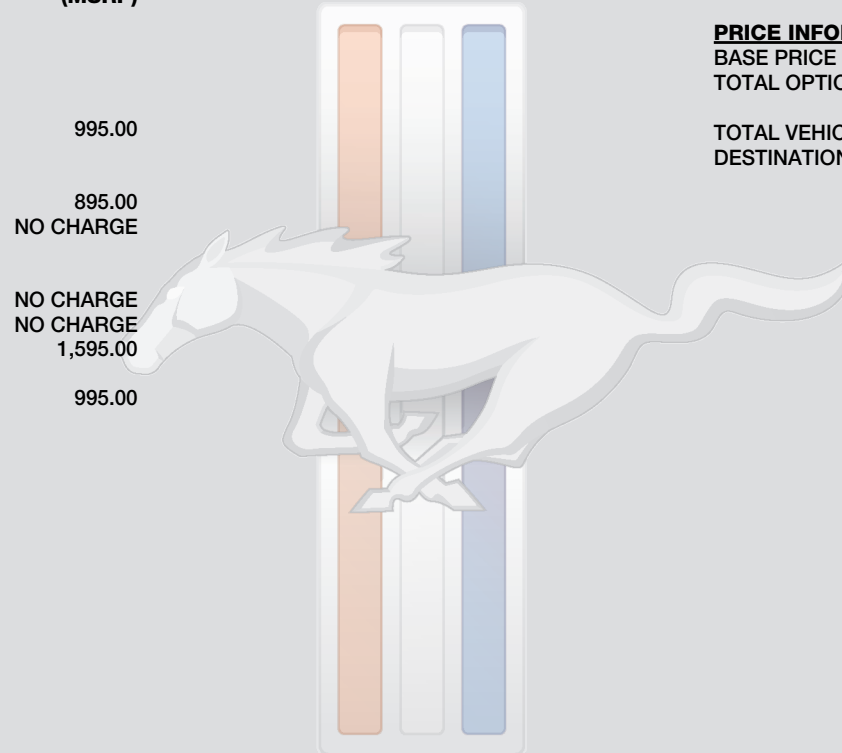 (MSRP)
995.00
895.00
NO CHARGE
NO CHARGE
NO CHARGE
1,595.00
995.00
PRICE INFO
BASE PRICE
TOTAL OPTIO
TOTAL VEHIC
DESTINATION